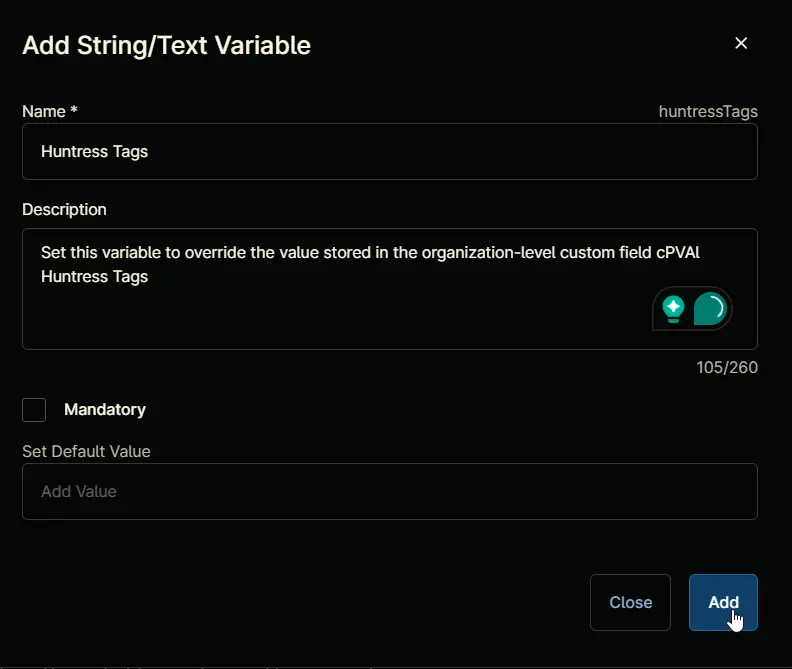 Add String/Text Variable
Name *
huntressTags
Huntress Tags
Description
Set this variable to override the value stored in the organization-level custom field cPVAl
Huntress Tags
105/260
Mandatory
Set Default Value
Add Value
Close
Add